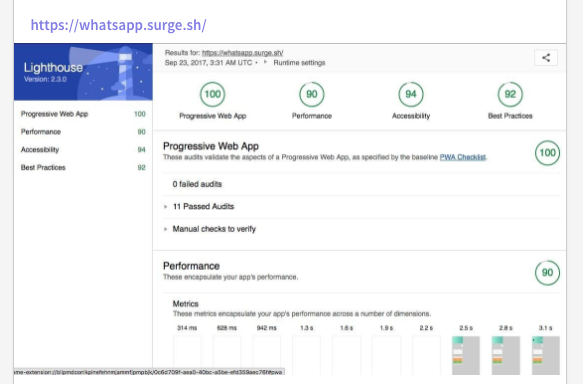 https://whatsapp.surge.sh/
Lighthouse
Version: 2.3.0
Results for: https://whatsapp.surge.sh/
Sep 23, 2017, 3:31 AM UTC • ‣ Runtime settings
Progressive Web App 100
Performance 90
Accessibility 94
Best Practices 92
100 90 94 92
Progressive Web App Performance Accessibility Best Practices
Progressive Web App
These audits validate the aspects of a Progressive Web App, as specified by the baseline PWA Checklist.
100
0 failed audits
11 Passed Audits
Manual checks to verify
Performance
These encapsulate your app's performance.
90
Metrics
These metrics encapsulate your app's performance across a number of dimensions.
314 ms 628 ms 942 ms 1.3 s 1.6 s 1.9 s 2.2 s 2.5 s 2.8 s 3.1 s